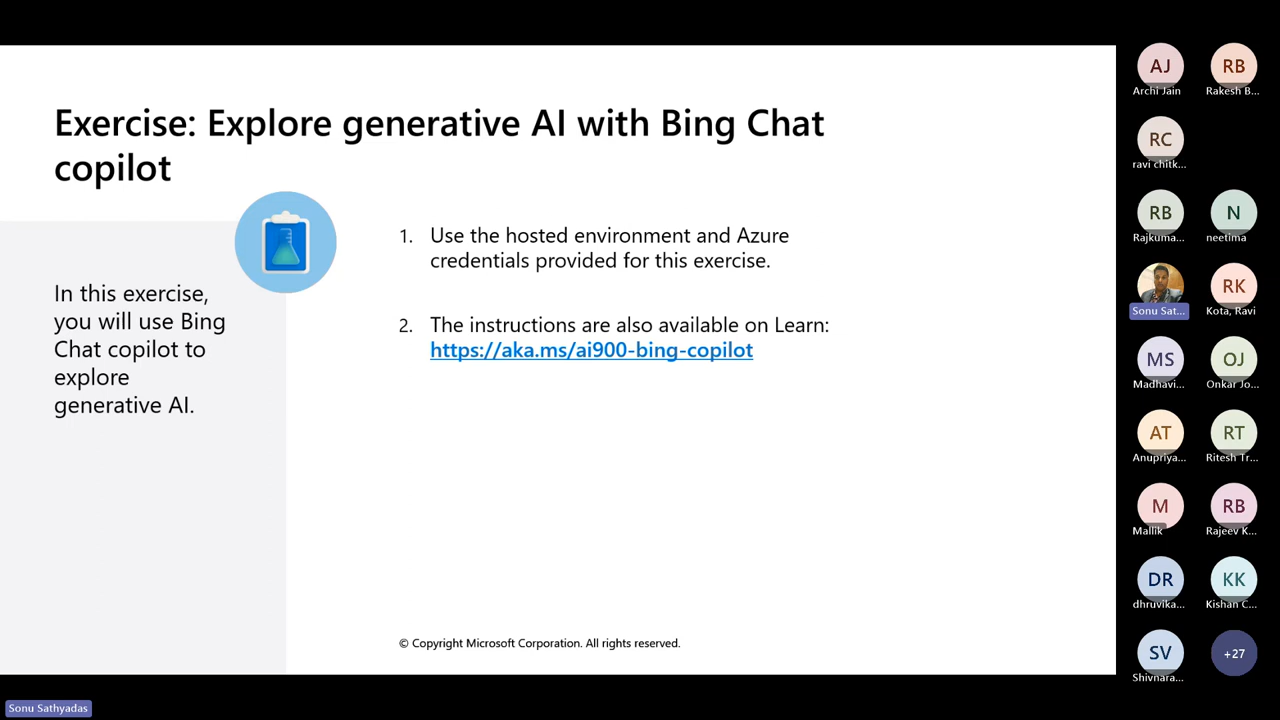 Exercise: Explore generative AI with Bing Chat
copilot
In this exercise,
you will use Bing
Chat copilot to
explore
generative AI.
1. Use the hosted environment and Azure
credentials provided for this exercise.
2. The instructions are also available on Learn:
https://aka.ms/ai900-bing-copilot
© Copyright Microsoft Corporation. All rights reserved.
Sonu Sathyadas
AJ
Archi Jain
RB
Rakesh B...
RC
ravi chitk...
RB
Rajkuma...
N
neetima
Sonu Sat...
RK
Kota, Ravi
MS
Madhavi...
OJ
Onkar Jo...
AT
Anupriya...
RT
Ritesh Tr...
M
Mallik
RB
Rajeev K...
DR
dhruvika...
KK
Kishan C...
SV
Shivnara...
+27